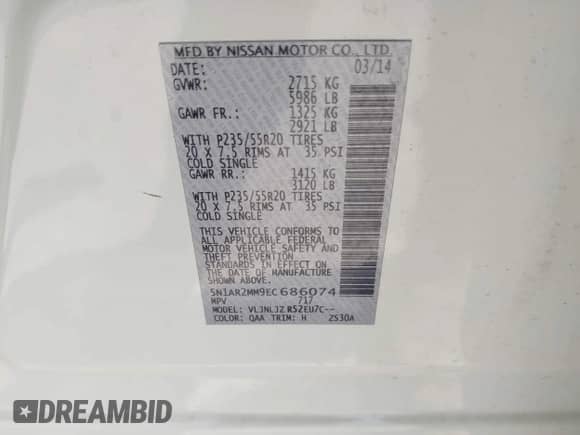 MFD BY NISSAN MOTOR CO., LTD.
DATE: 03/14
GVWR: 2715 KG
5986 LB
GAWR FR.: 1325 KG
2921 LB
WITH P235/55R20 TIRES
20 X 7.5 RIMS AT 35 PSI
COLD SINGLE
GAWR RR.: 1415 KG
3120 LB
WITH P235/55R20 TIRES
20 X 7.5 RIMS AT 35 PSI
COLD SINGLE
THIS VEHICLE CONFORMS TO
ALL APPLICABLE FEDERAL
MOTOR VEHICLE SAFETY AND
THEFT PREVENTION
STANDARDS IN EFFECT ON
THE DATE OF MANUFACTURE
SHOWN ABOVE.
5N1AR2MM9EC686074
MPV 717
MODEL: VLJNLJZ R52EU7C--
COLOR: QAA TRIM: H 2S30A
DREAMBID